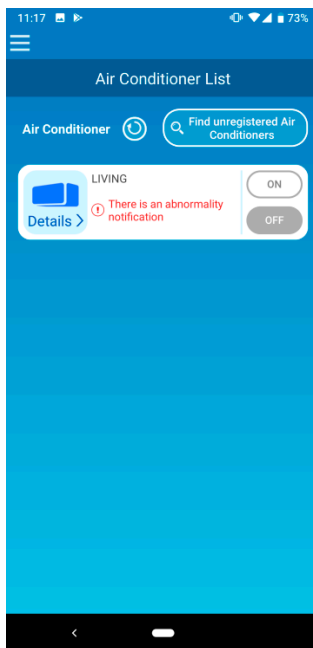 11:17 73%
Air Conditioner List
Air Conditioner
Find unregistered Air
Conditioners
LIVING
There is an abnormality
notification
Details
ON
OFF